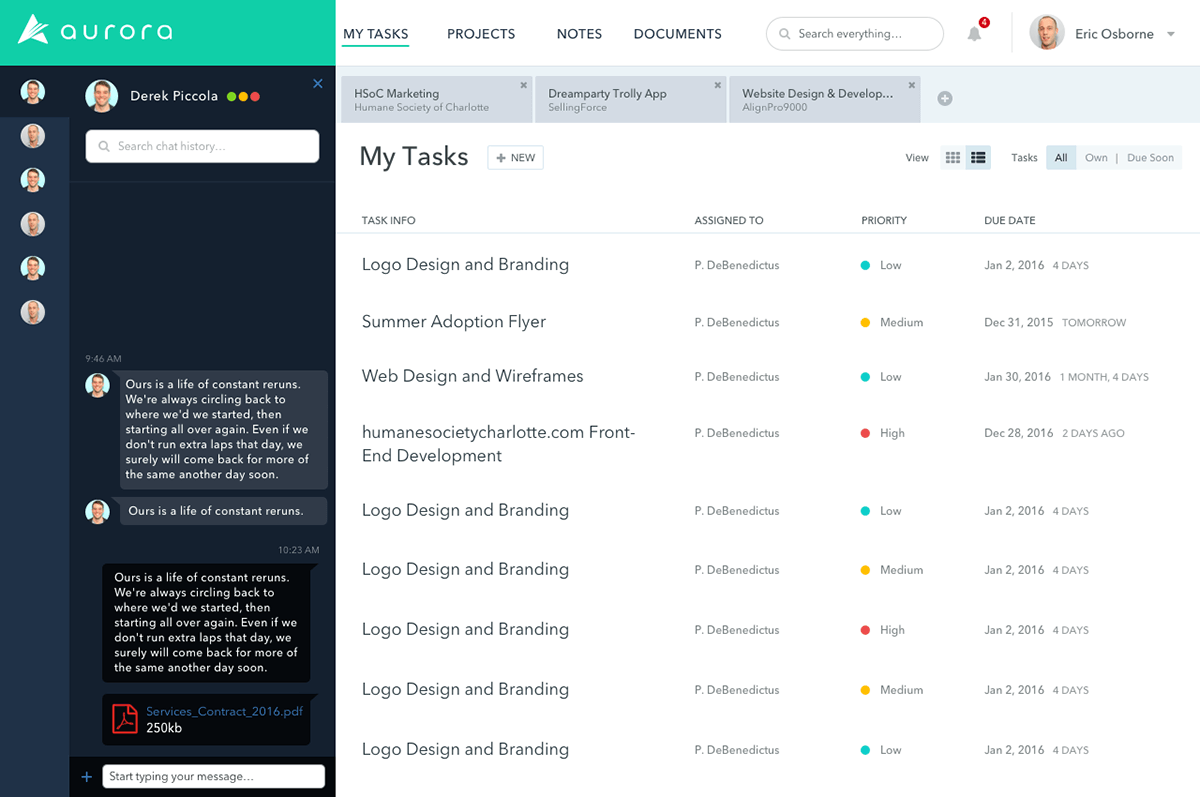 aurora
MY TASKS PROJECTS NOTES DOCUMENTS Search everything... 4 Eric Osborne
Derek Piccola
Search chat history...
9:46 AM
Ours is a life of constant reruns.
We're always circling back to
where we'd we started, then
starting all over again. Even if we
don't run extra laps that day, we
surely will come back for more of
the same another day soon.
Ours is a life of constant reruns.
10:23 AM
Ours is a life of constant reruns.
We're always circling back to
where we'd we started, then
starting all over again. Even if we
don't run extra laps that day, we
surely will come back for more of
the same another day soon.
Services_Contract_2016.pdf
250kb
+ Start typing your message...
HSoC Marketing
Humane Society of Charlotte
Dreamparty Trolly App
SellingForce
Website Design & Develop...
AlignPro9000
My Tasks + NEW View Tasks All Own | Due Soon
TASK INFO ASSIGNED TO PRIORITY DUE DATE
Logo Design and Branding P. DeBenedictus Low Jan 2, 2016 4 DAYS
Summer Adoption Flyer P. DeBenedictus Medium Dec 31, 2015 TOMORROW
Web Design and Wireframes P. DeBenedictus Low Jan 30, 2016 1 MONTH, 4 DAYS
humanesocietycharlotte.com Front- P. DeBenedictus High Dec 28, 2016 2 DAYS AGO
End Development
Logo Design and Branding P. DeBenedictus Low Jan 2, 2016 4 DAYS
Logo Design and Branding P. DeBenedictus Medium Jan 2, 2016 4 DAYS
Logo Design and Branding P. DeBenedictus High Jan 2, 2016 4 DAYS
Logo Design and Branding P. DeBenedictus Medium Jan 2, 2016 4 DAYS
Logo Design and Branding P. DeBenedictus Low Jan 2, 2016 4 DAYS